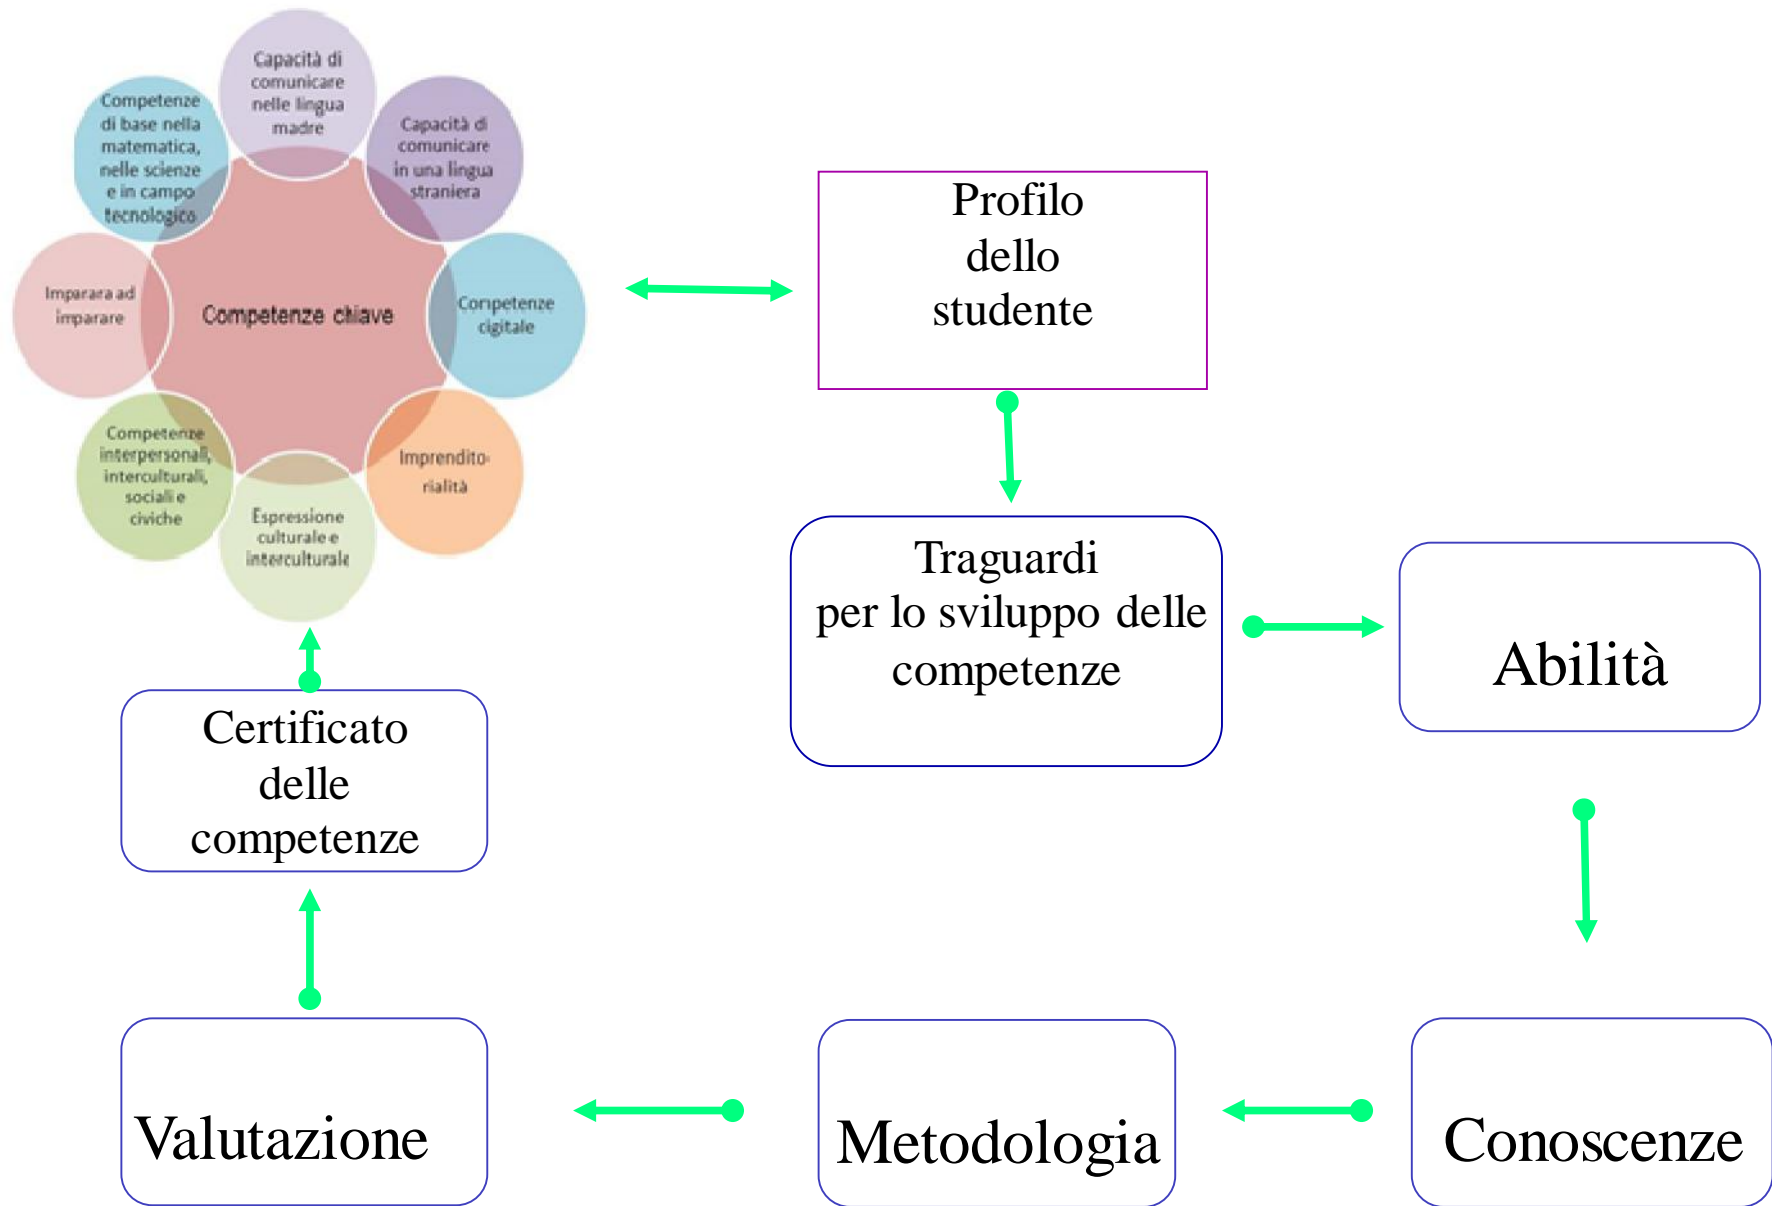 Capacità di
comunicare
nelle lingua
madre
Capacità di
comunicare
in una lingua
straniera
Competenze
cigitale
Imprendito-
rialità
Espressione
culturale e
interculturale
Competenze
interpersonali,
interculturali,
sociali e
civiche
Imparara ad
imparare
Competenze
di base nella
matematica,
nelle scienze
e in campo
tecnologico
Competenze chiave
Profilo
dello
studente
Traguardi
per lo sviluppo delle
competenze
Abilità
Conoscenze
Metodologia
Valutazione
Certificato
delle
competenze